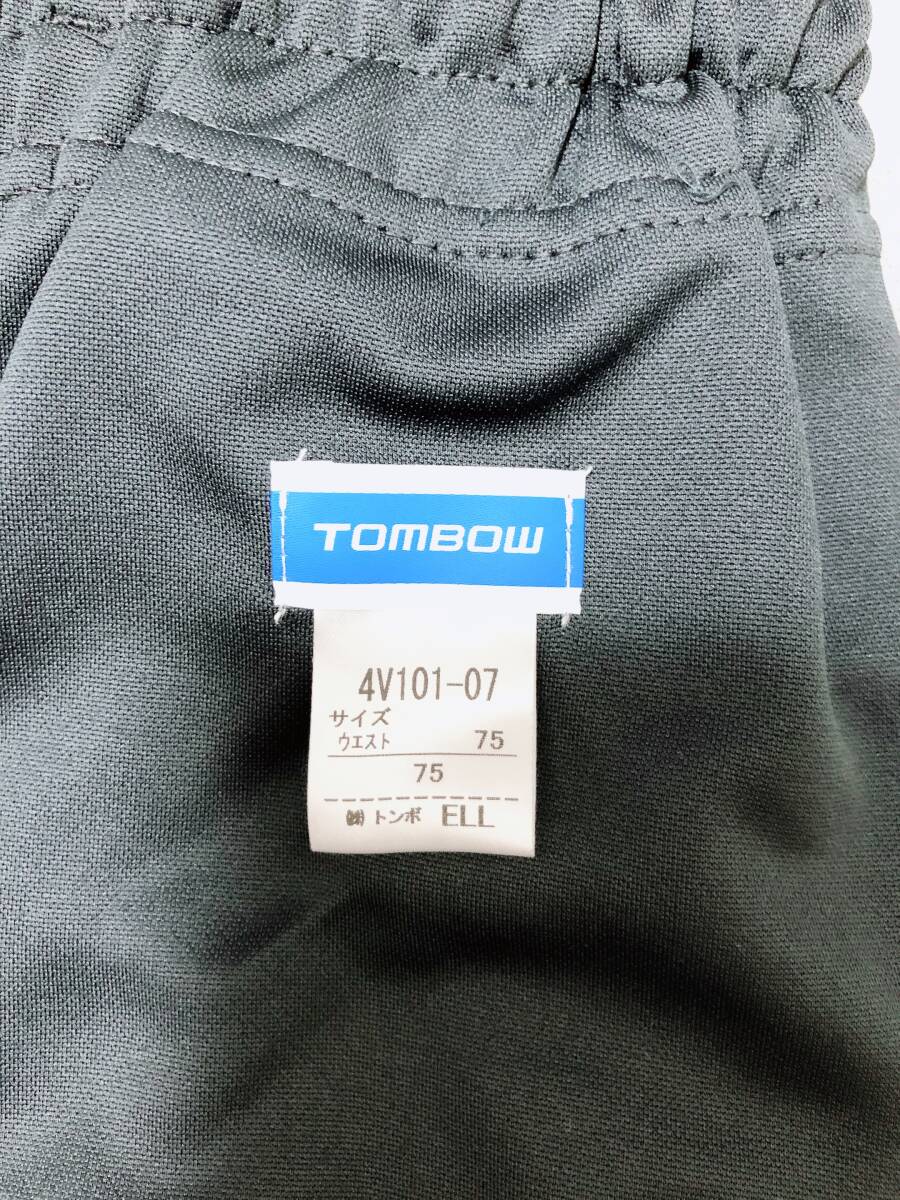 TOMBOW
4V101-07
サイズ
ウエスト 75
75
㈱トンボ ELL